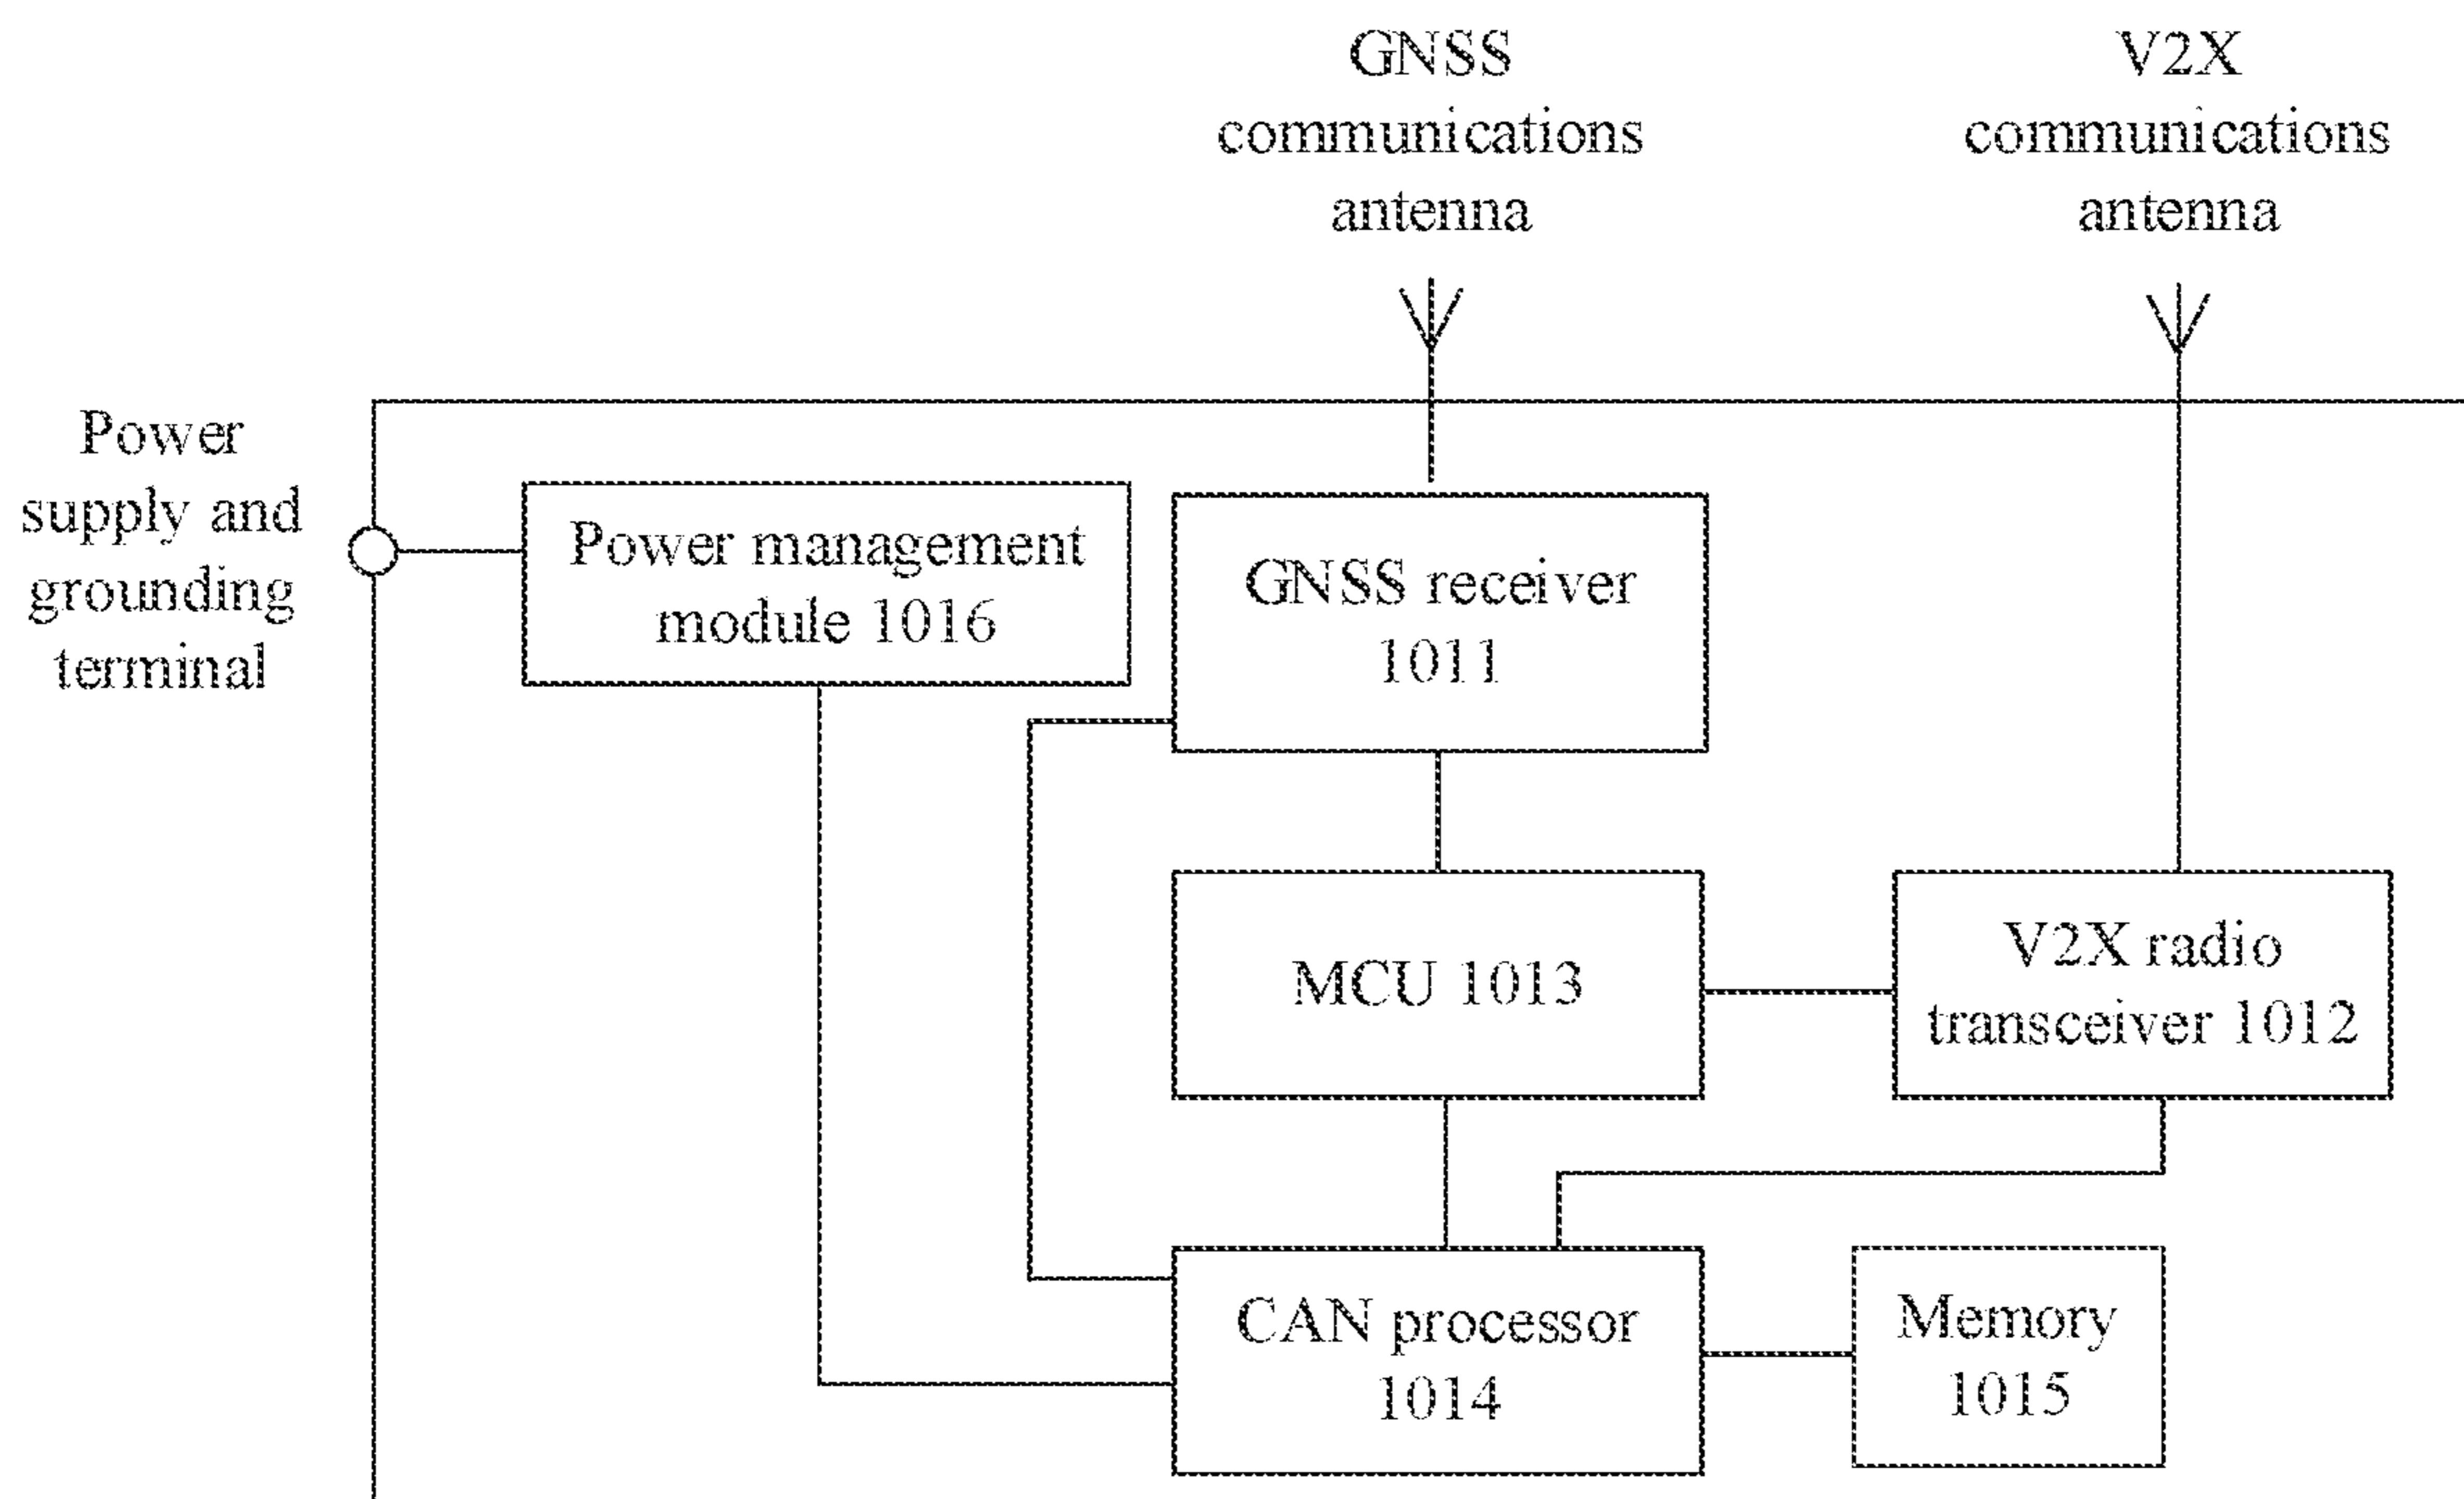 GNSS
communications
antenna
V2X
communications
antenna
Power
supply and
grounding
terminal
Power management
module 1016
GNSS receiver
1011
MCU 1013
V2X radio
transceiver 1012
CAN processor
1014
Memory
1015